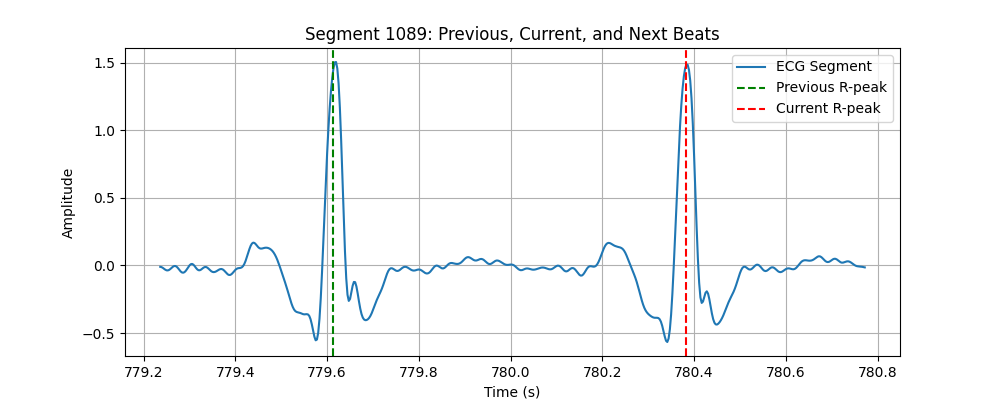 Segment 1089: Previous, Current, and Next Beats
ECG Segment
Previous R-peak
Current R-peak
Amplitude
1.5
1.0
0.5
0.0
−0.5
779.2 779.4 779.6 779.8 780.0 780.2 780.4 780.6 780.8
Time (s)